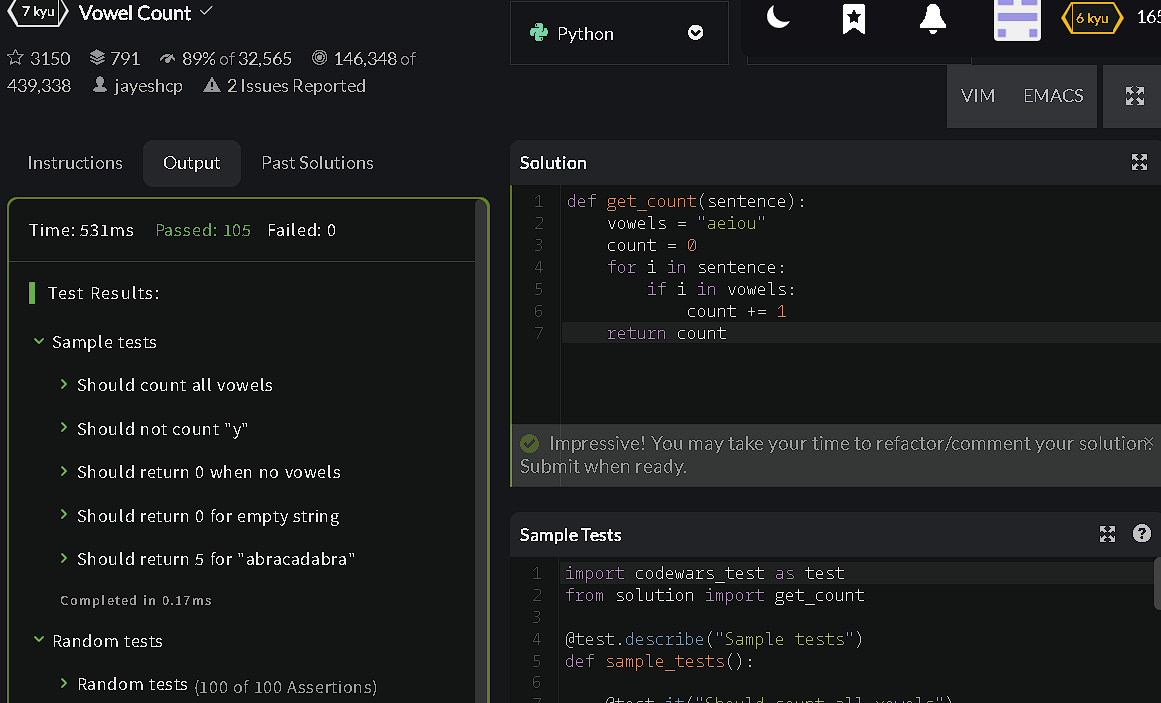 7 kyu Vowel Count
3150 791 89% of 32,565 146,348 of
439,338 jayeshcp 2 Issues Reported
Python
6 kyu 165
VIM EMACS
Instructions Output Past Solutions
Time: 531ms Passed: 105 Failed: 0
Test Results:
Sample tests
Should count all vowels
Should not count "y"
Should return 0 when no vowels
Should return 0 for empty string
Should return 5 for "abracadabra"
Completed in 0.17ms
Random tests
Random tests (100 of 100 Assertions)
Solution
1 def get_count(sentence):
2 vowels = "aeiou"
3 count = 0
4 for i in sentence:
5 if i in vowels:
6 count += 1
7 return count
Impressive! You may take your time to refactor/comment your solution.
Submit when ready.
Sample Tests
1 import codewars_test as test
2 from solution import get_count
3
4 @test.describe("Sample tests")
5 def sample_tests():
6
7 @test.it("Should count all vowels")